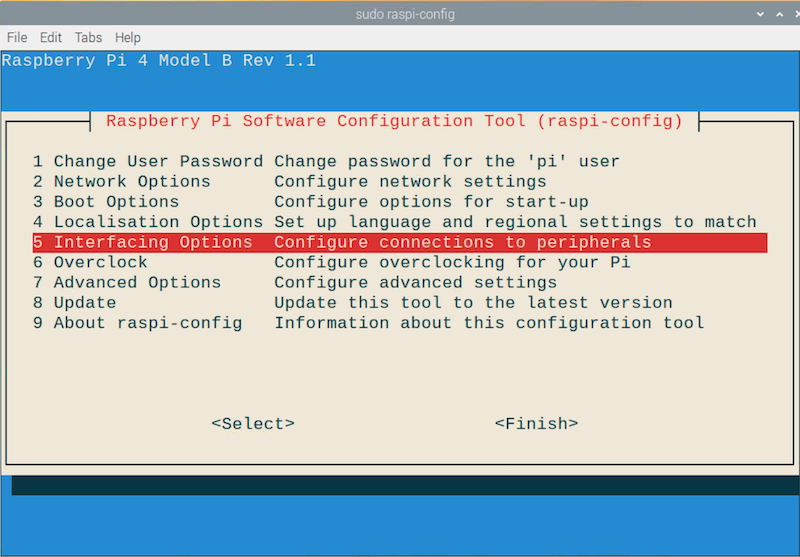 sudo raspi-config
File Edit Tabs Help
Raspberry Pi 4 Model B Rev 1.1
Raspberry Pi Software Configuration Tool (raspi-config)
1 Change User Password Change password for the 'pi' user
2 Network Options Configure network settings
3 Boot Options Configure options for start-up
4 Localisation Options Set up language and regional settings to match
5 Interfacing Options Configure connections to peripherals
6 Overclock Configure overclocking for your Pi
7 Advanced Options Configure advanced settings
8 Update Update this tool to the latest version
9 About raspi-config Information about this configuration tool
<Select> <Finish>